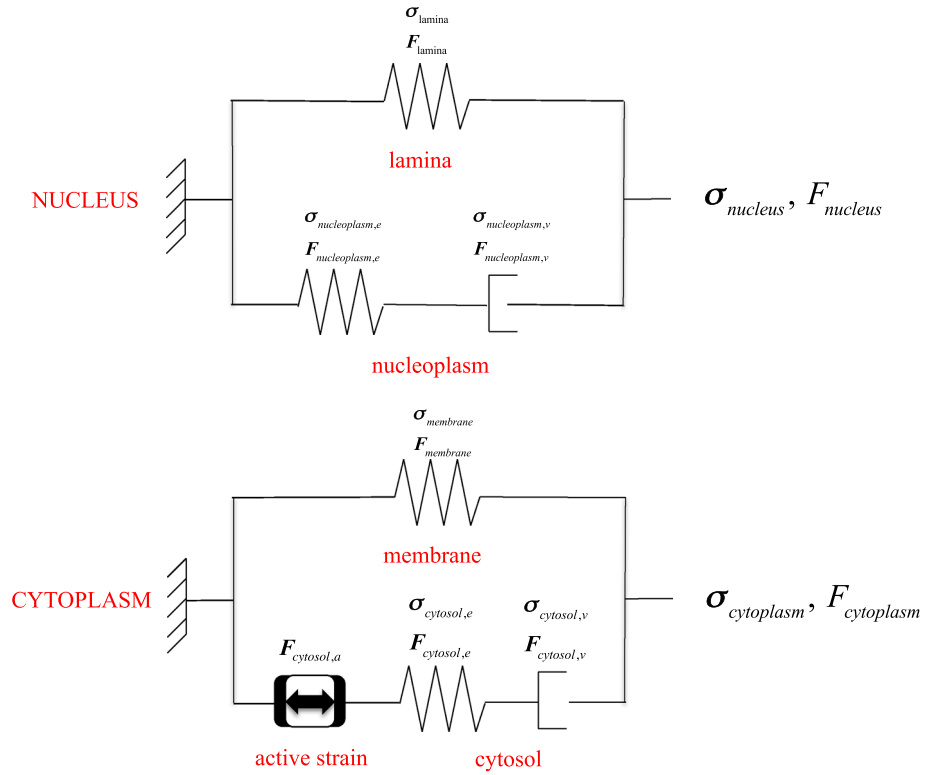 σlamina
Flamina
lamina
NUCLEUS
σnucleus, Fnucleus
σnucleoplasm,e σnucleoplasm,v
Fnucleoplasm,e Fnucleoplasm,v
nucleoplasm
σmembrane
Fmembrane
membrane
CYTOPLASM
σcytoplasm, Fcytoplasm
σcytosol,e σcytosol,v
Fcytosol,a Fcytosol,e Fcytosol,v
active strain cytosol